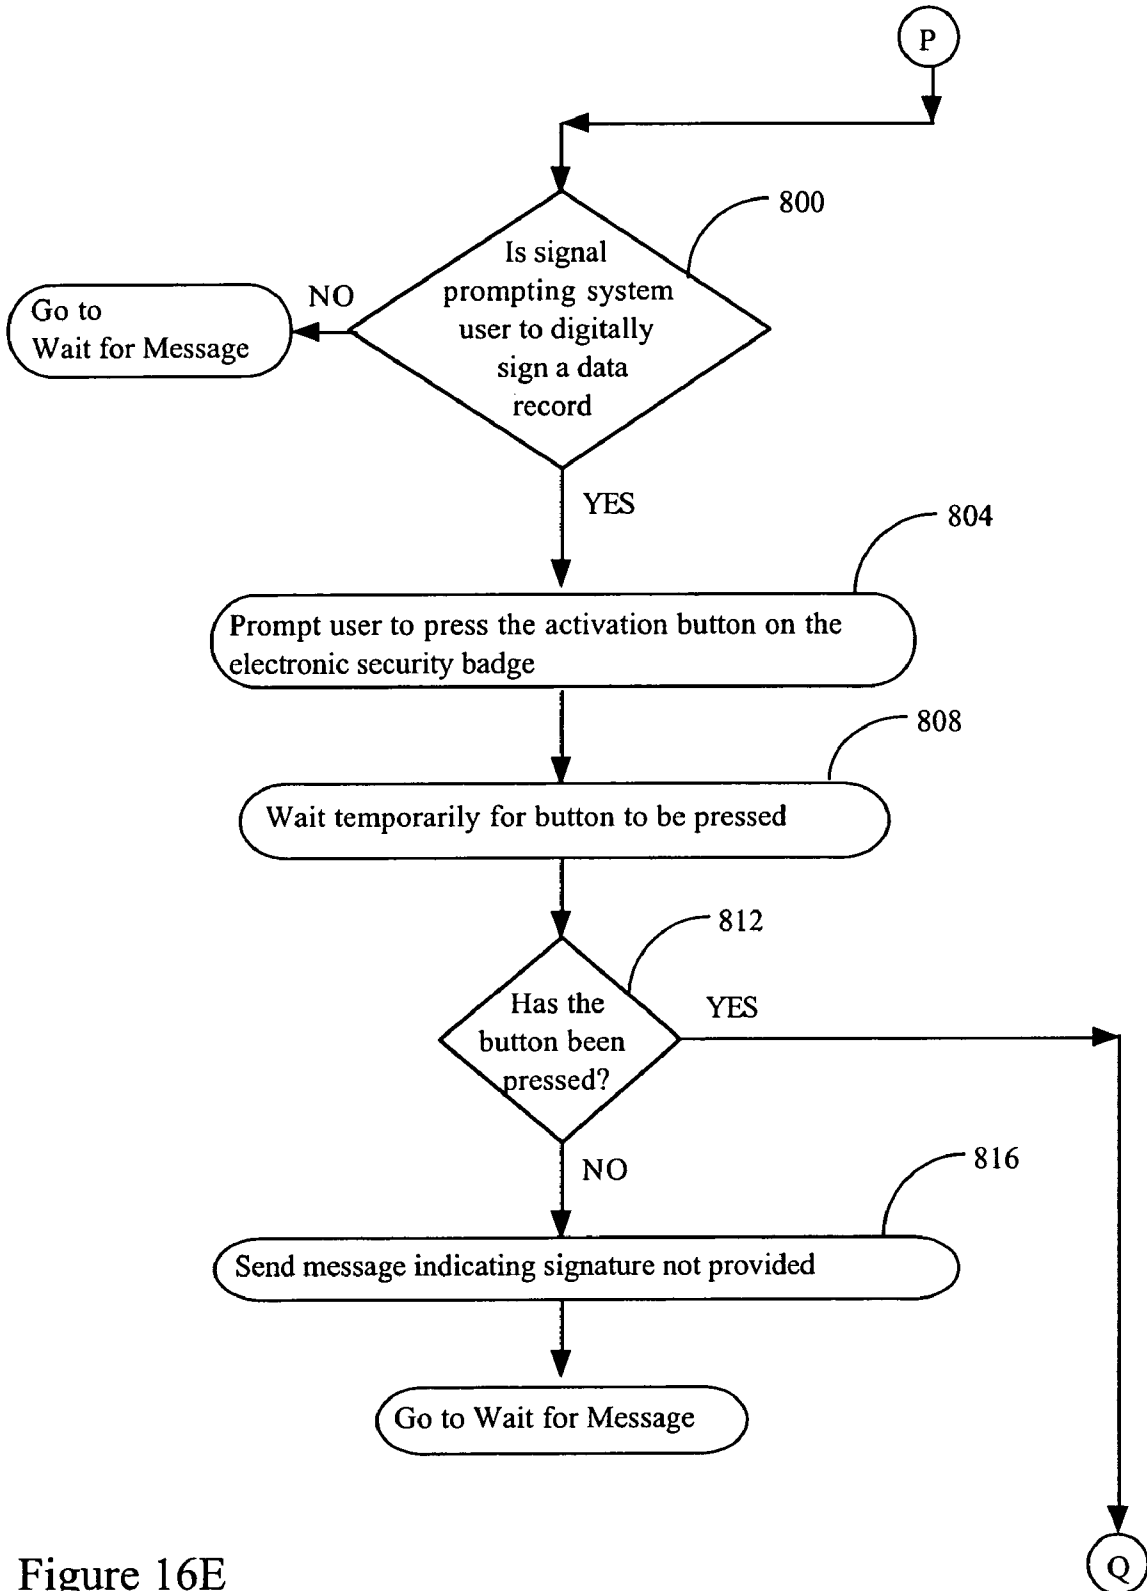 P
800
Is signal
prompting system
user to digitally
sign a data
record
NO
Go to
Wait for Message
YES
804
Prompt user to press the activation button on the
electronic security badge
808
Wait temporarily for button to be pressed
812
Has the
button been
pressed?
YES
NO
816
Send message indicating signature not provided
Go to Wait for Message
Q
Figure 16E